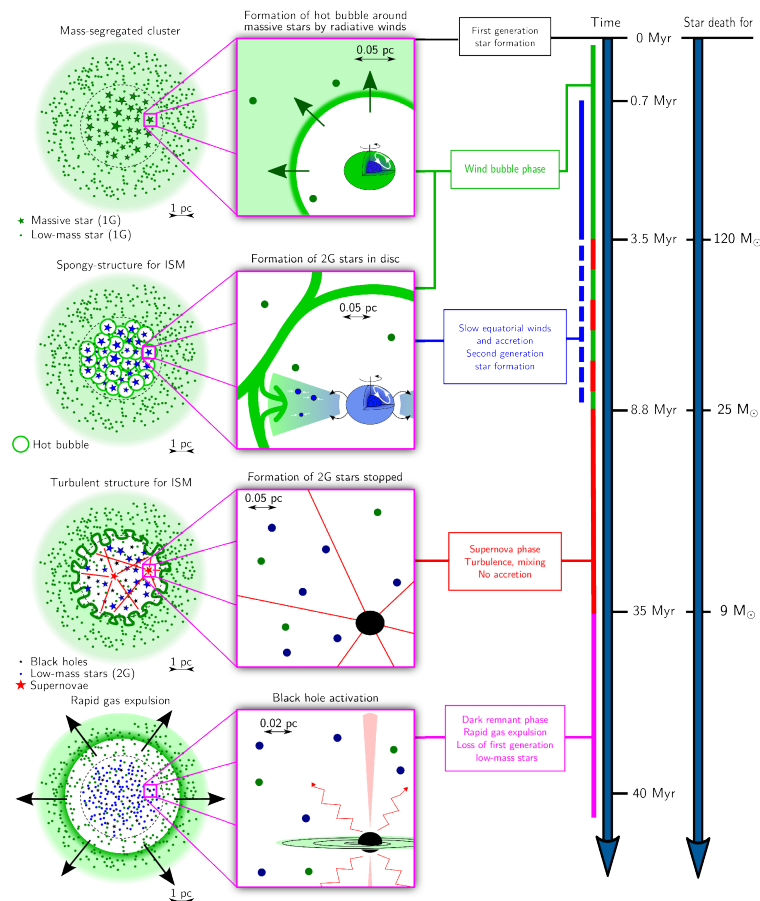 Mass-segregated cluster
Formation of hot bubble around
massive stars by radiative winds
0.05 pc
Massive star (1G)
Low-mass star (1G)
1 pc
First generation
star formation
Time
Star death for
0 Myr
0.7 Myr
Wind bubble phase
3.5 Myr
120 M☉
Spongy-structure for ISM
Formation of 2G stars in disc
0.05 pc
Hot bubble
1 pc
Slow equatorial winds
and accretion
Second generation
star formation
8.8 Myr
25 M☉
Turbulent structure for ISM
Formation of 2G stars stopped
0.05 pc
Black holes
Low-mass stars (2G)
Supernovae
1 pc
Supernova phase
Turbulence, mixing
No accretion
35 Myr
9 M☉
Rapid gas expulsion
Black hole activation
0.02 pc
1 pc
Dark remnant phase
Rapid gas expulsion
Loss of first generation
low-mass stars
40 Myr